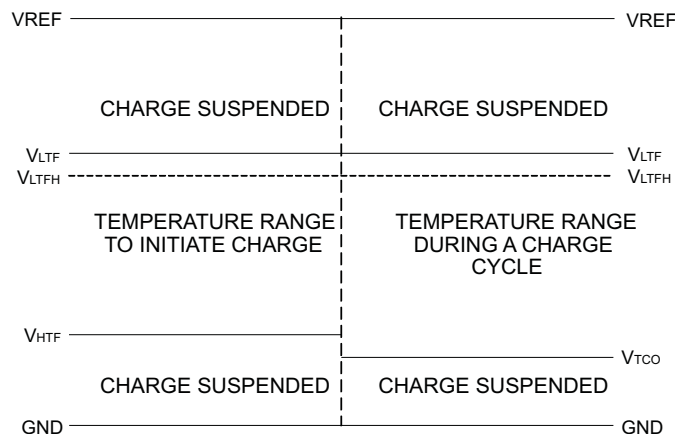 VREF VREF
CHARGE SUSPENDED CHARGE SUSPENDED
VLTF VLTF
VLTFH VLTFH
TEMPERATURE RANGE
TO INITIATE CHARGE
TEMPERATURE RANGE
DURING A CHARGE
CYCLE
VHTF
VTCO
CHARGE SUSPENDED CHARGE SUSPENDED
GND GND